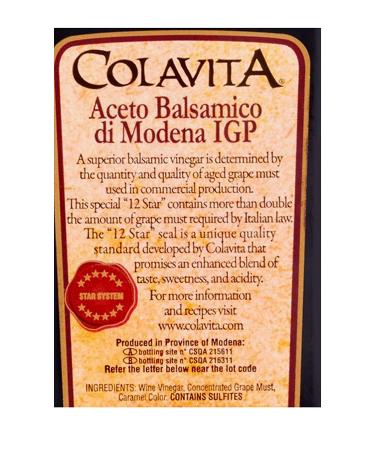 COLAVITA®
Aceto Balsamico
di Modena IGP
A superior balsamic vinegar is determined by
the quantity and quality of aged grape must
used in commercial production.
This special "12 Star" contains more than double
the amount of grape must required by Italian law.
The "12 Star" seal is a unique quality
standard developed by Colavita that
promises an enhanced blend of
taste, sweetness, and acidity.
STAR SYSTEM
For more information
and recipes visit
www.colavita.com
Produced in Province of Modena:
Ⓐ bottling site n° CSQA 215611
Ⓑ bottling site n° CSQA 216311
Refer the letter below near the lot code
INGREDIENTS: Wine Vinegar, Concentrated Grape Must,
Caramel Color. CONTAINS SULFITES